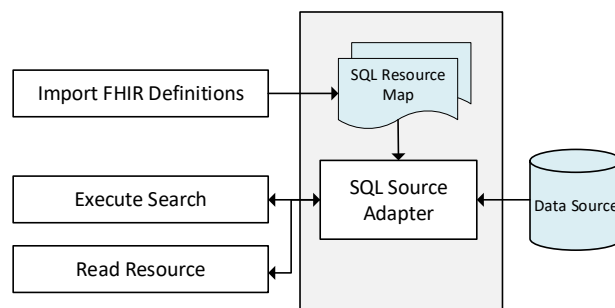 SQL Resource
Map
Import FHIR Definitions
SQL Source
Adapter
Execute Search
Data Source
Read Resource